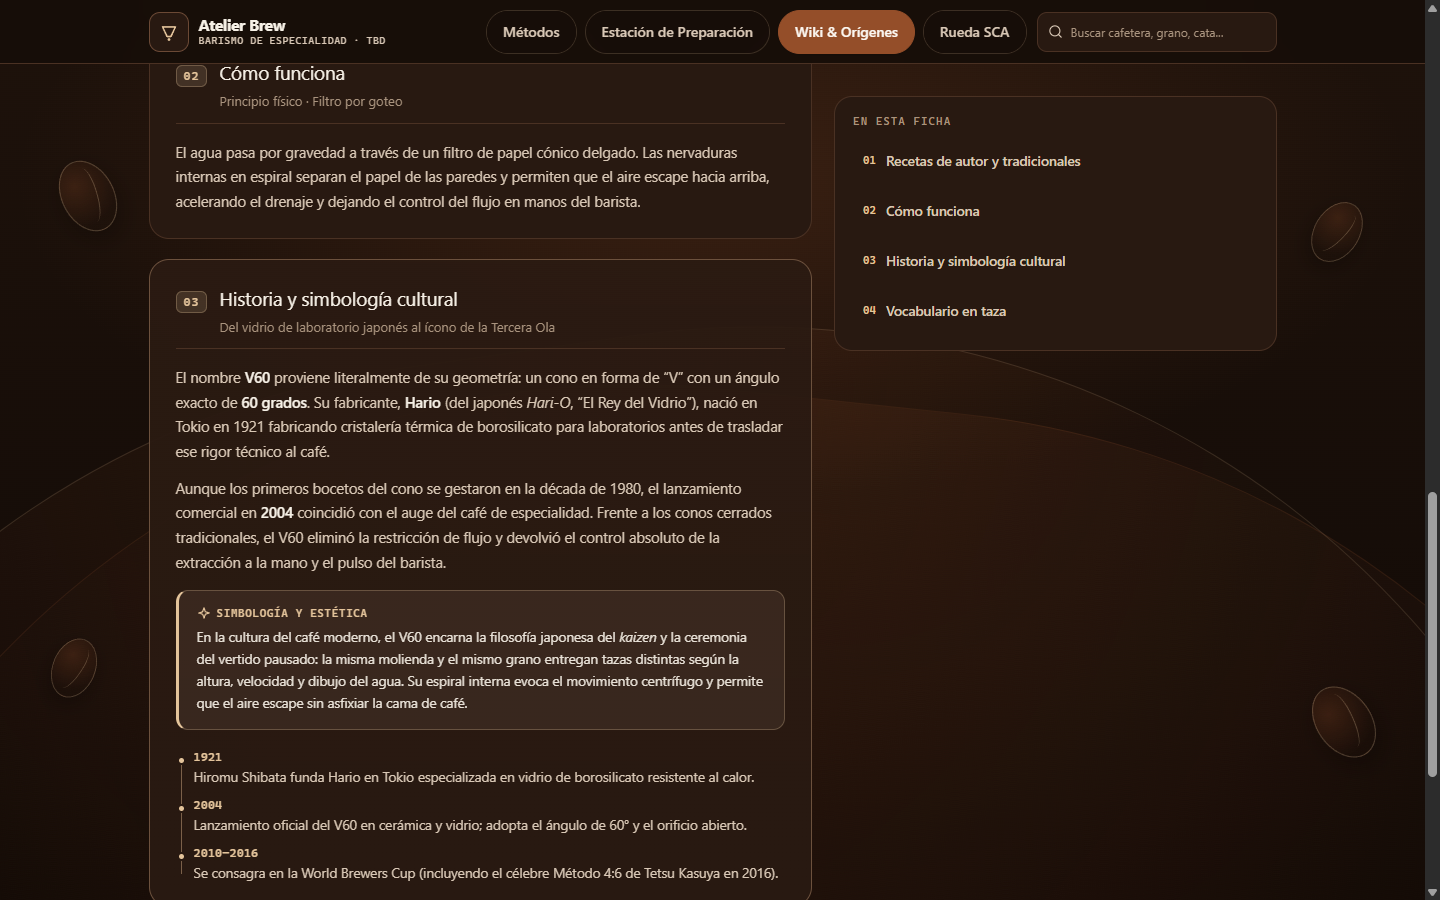 Atelier Brew
BARISMO DE ESPECIALIDAD · TBD
Métodos
Estación de Preparación
Wiki & Orígenes
Rueda SCA
Buscar cafetera, grano, cata...
02
Cómo funciona
Principio físico · Filtro por goteo
El agua pasa por gravedad a través de un filtro de papel cónico delgado. Las nervaduras
internas en espiral separan el papel de las paredes y permiten que el aire escape hacia arriba,
acelerando el drenaje y dejando el control del flujo en manos del barista.
03
Historia y simbología cultural
Del vidrio de laboratorio japonés al ícono de la Tercera Ola
El nombre V60 proviene literalmente de su geometría: un cono en forma de “V” con un ángulo
exacto de 60 grados. Su fabricante, Hario (del japonés Hari-O, “El Rey del Vidrio”), nació en
Tokio en 1921 fabricando cristalería térmica de borosilicato para laboratorios antes de trasladar
ese rigor técnico al café.
Aunque los primeros bocetos del cono se gestaron en la década de 1980, el lanzamiento
comercial en 2004 coincidió con el auge del café de especialidad. Frente a los conos cerrados
tradicionales, el V60 eliminó la restricción de flujo y devolvió el control absoluto de la
extracción a la mano y el pulso del barista.
SIMBOLOGÍA Y ESTÉTICA
En la cultura del café moderno, el V60 encarna la filosofía japonesa del kaizen y la ceremonia
del vertido pausado: la misma molienda y el mismo grano entregan tazas distintas según la
altura, velocidad y dibujo del agua. Su espiral interna evoca el movimiento centrífugo y permite
que el aire escape sin asfixiar la cama de café.
1921
Hiromu Shibata funda Hario en Tokio especializada en vidrio de borosilicato resistente al calor.
2004
Lanzamiento oficial del V60 en cerámica y vidrio; adopta el ángulo de 60° y el orificio abierto.
2010–2016
Se consagra en la World Brewers Cup (incluyendo el célebre Método 4:6 de Tetsu Kasuya en 2016).
EN ESTA FICHA
01 Recetas de autor y tradicionales
02 Cómo funciona
03 Historia y simbología cultural
04 Vocabulario en taza